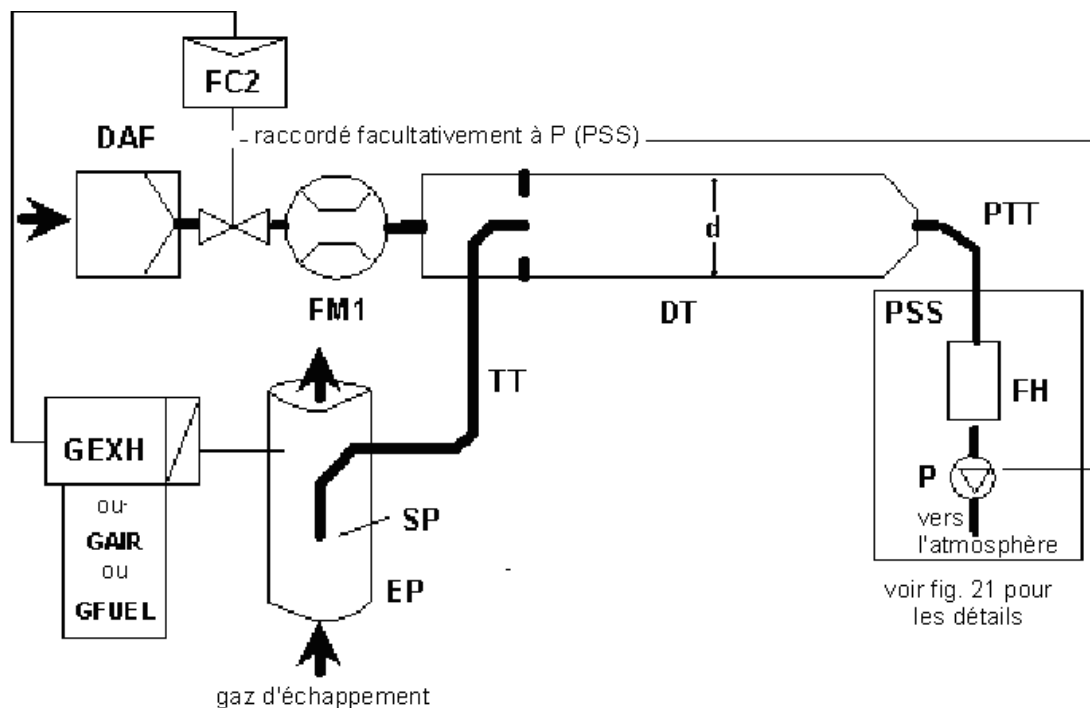 FC2
DAF
raccordé facultativement à P (PSS)
d
PTT
FM1
DT
PSS
TT
FH
GEXH
P
SP
ou
vers
l'atmosphère
GAIR
ou
GFUEL
EP
voir fig. 21 pour
les détails
gaz d'échappement